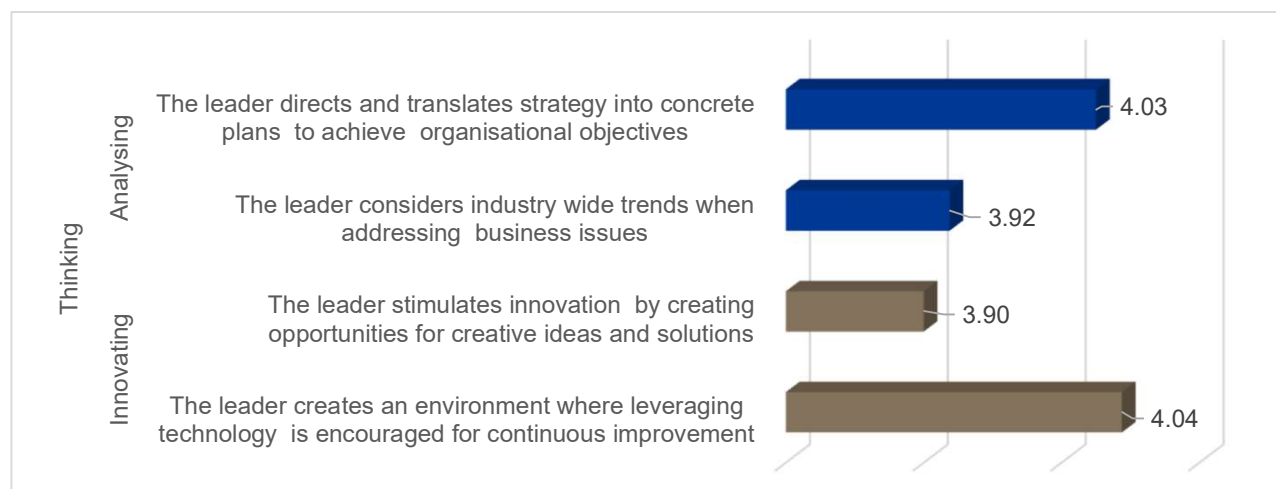 Thinking
Analysing
The leader directs and translates strategy into concrete
plans to achieve organisational objectives
4.03
The leader considers industry wide trends when
addressing business issues
3.92
Innovating
The leader stimulates innovation by creating
opportunities for creative ideas and solutions
3.90
The leader creates an environment where leveraging
technology is encouraged for continuous improvement
4.04